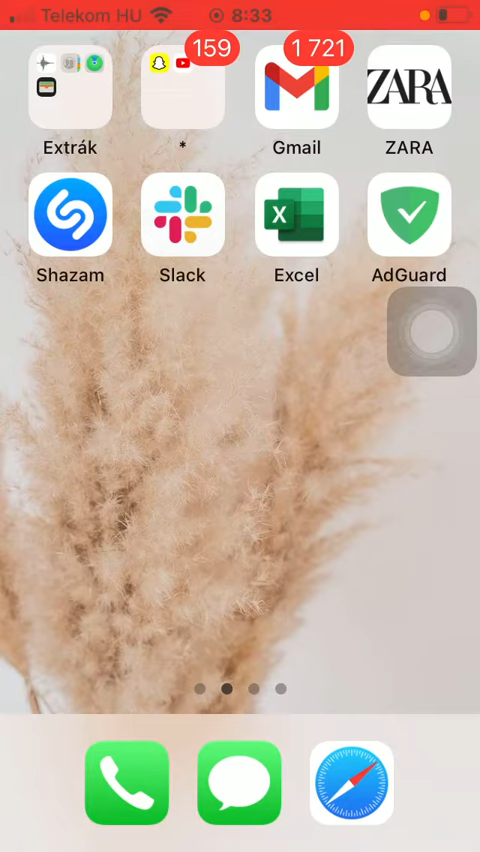 Telekom HU 8:33
159 1 721
ZARA
Extrák * Gmail ZARA
X
Shazam Slack Excel AdGuard